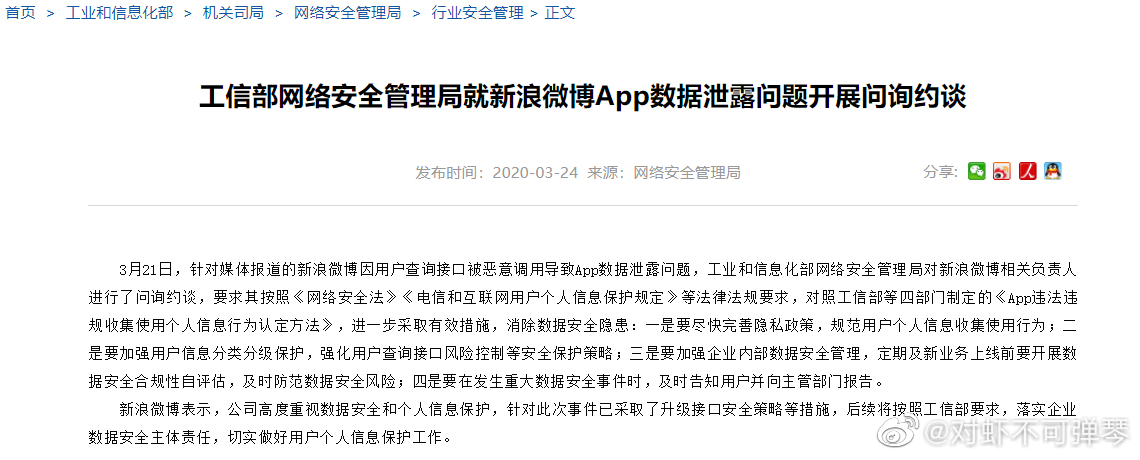 首页 > 工业和信息化部 > 机关司局 > 网络安全管理局 > 行业安全管理 > 正文
工信部网络安全管理局就新浪微博App数据泄露问题开展问询约谈
发布时间：2020-03-24 来源：网络安全管理局 分享:
3月21日，针对媒体报道的新浪微博因用户查询接口被恶意调用导致App数据泄露问题，工业和信息化部网络安全管理局对新浪微博相关负责人
进行了问询约谈，要求其按照《网络安全法》《电信和互联网用户个人信息保护规定》等法律法规要求，对照工信部等四部门制定的《App违法违
规收集使用个人信息行为认定方法》，进一步采取有效措施，消除数据安全隐患：一是要尽快完善隐私政策，规范用户个人信息收集使用行为；二
是要加强用户信息分类分级保护，强化用户查询接口风险控制等安全保护策略；三是要加强企业内部数据安全管理，定期及新业务上线前要开展数
据安全合规性自评估，及时防范数据安全风险；四是要在发生重大数据安全事件时，及时告知用户并向主管部门报告。
新浪微博表示，公司高度重视数据安全和个人信息保护，针对此次事件已采取了升级接口安全策略等措施，后续将按照工信部要求，落实企业
数据安全主体责任，切实做好用户个人信息保护工作。
@对虾不可弹琴